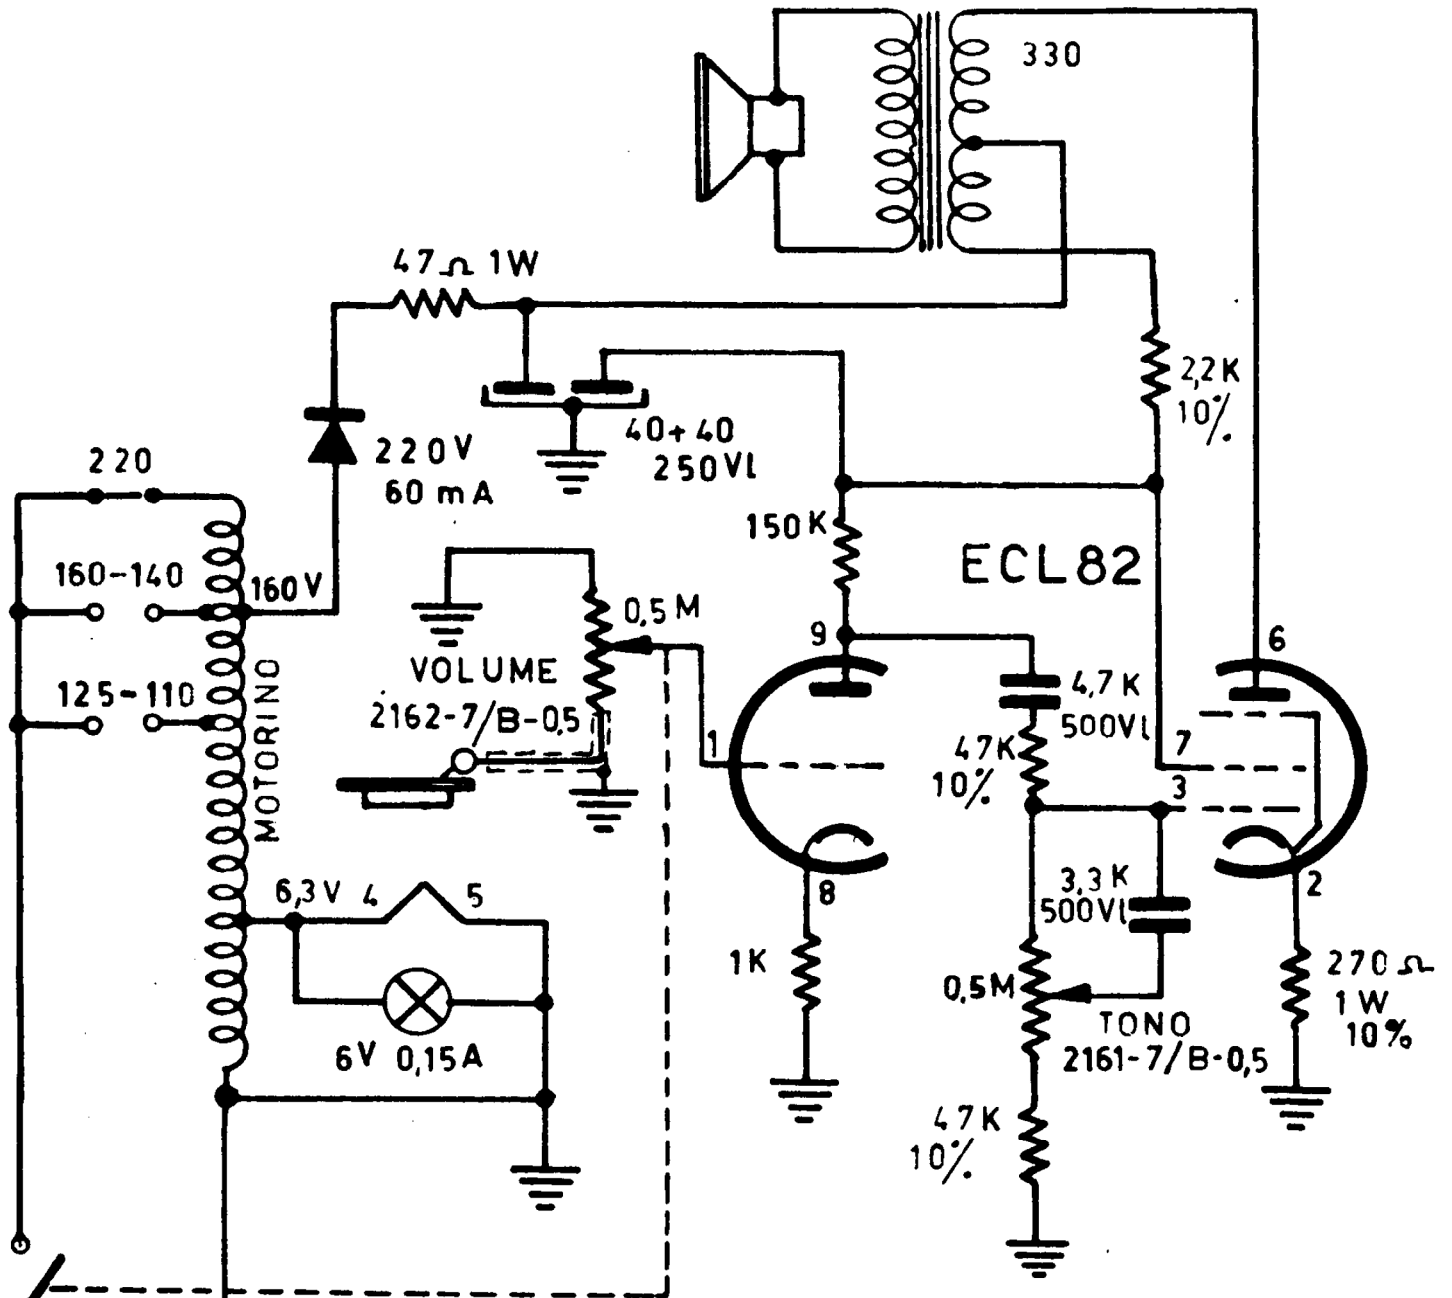 330
47Ω 1W
2,2K
10%
40+40
250Vl
220V
60 mA
220
150K
ECL82
160-140
160V
0,5M
9
6
VOLUME
4,7K
500Vl
125-110
2162-7/B-0,5
1
47K
10%
7
3
MOTORINO
6,3V
4
5
8
3,3K
500Vl
2
1K
0,5M
270Ω
1W
10%
TONO
2161-7/B-0,5
6V 0,15A
47K
10%